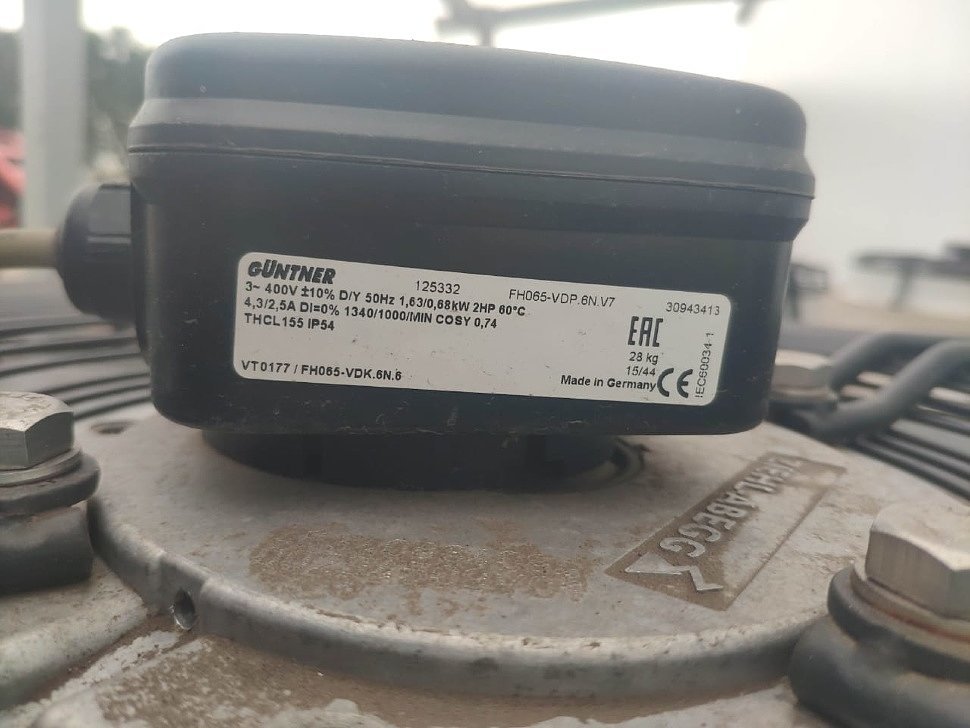 GÜNTNER 125332 FH065-VDP.6N.V7 30943413
3~ 400V ±10% D/Y 50Hz 1,63/0,68kW 2HP 60°C
4,3/2,5A DI=0% 1340/1000/MIN COSY 0,74
THCL155 IP54
EAC
28 kg
15/44
VT0177 / FH065-VDK.6N.6
Made in Germany CE
IEC60034-1
ZIEHL-ABEGG